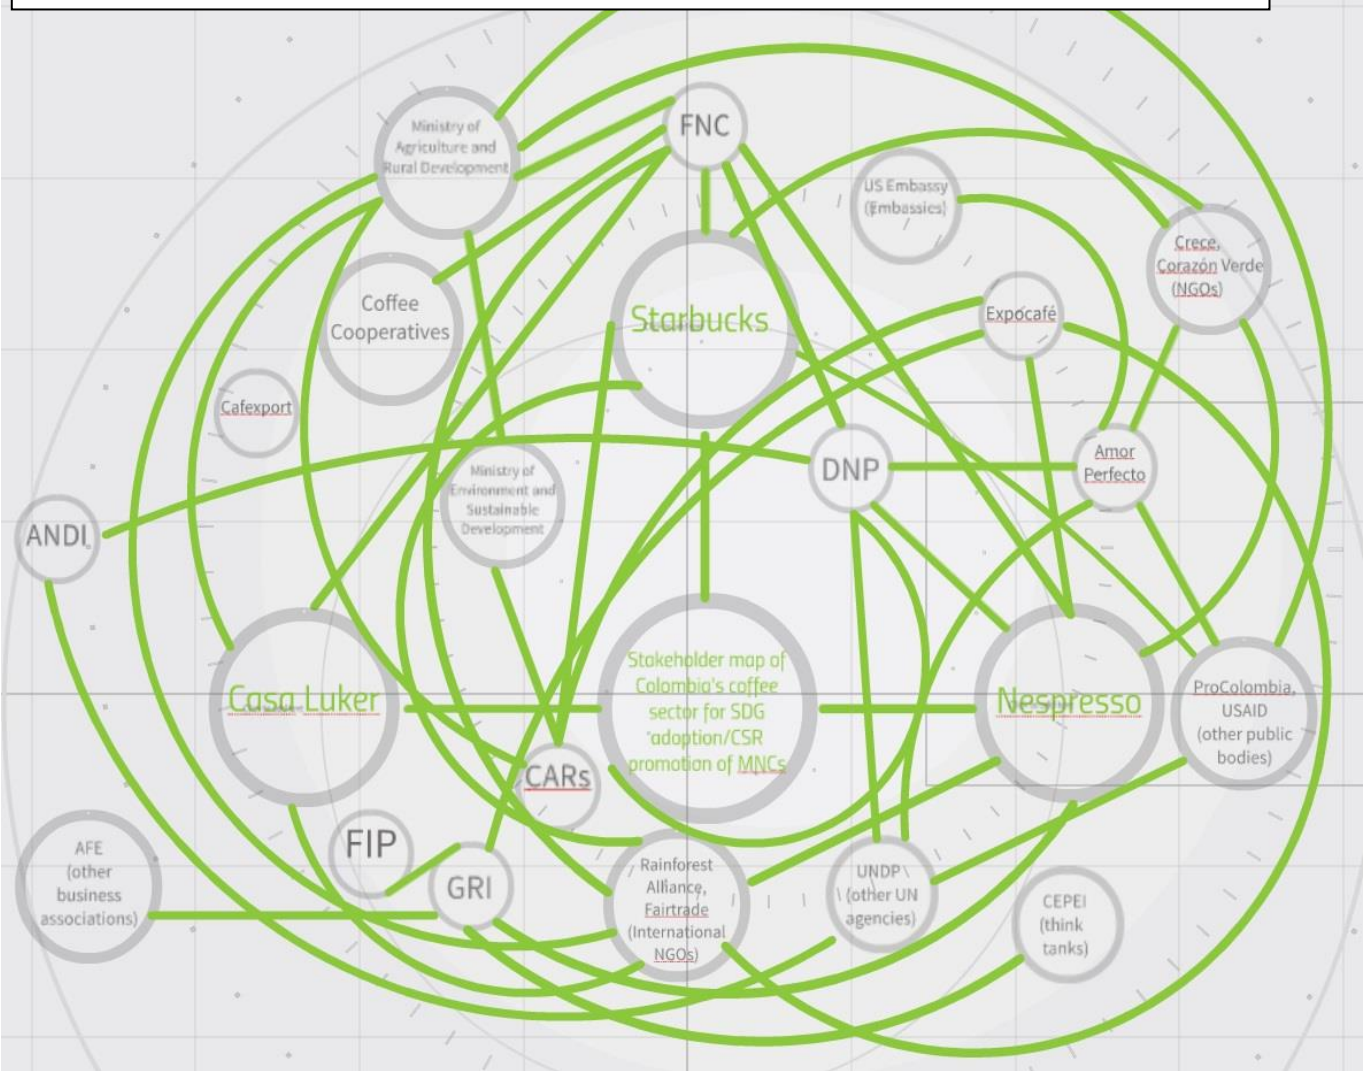 Ministry of
Agriculture and
Rural Development
FNC
US Embassy
(Embassies)
Crece,
Corazón Verde
(NGOs)
Coffee
Cooperatives
Starbucks
Expocafé
Cafexport
Amor
Perfecto
DNP
Ministry of
Environment and
Sustainable
Development
ANDI
Stakeholder map of
Colombia's coffee
sector for SDG
adoption/CSR
promotion of MNCs
Casa Luker
Nespresso
ProColombia,
USAID
(other public
bodies)
CARs
FIP
AFE
(other
business
associations)
GRI
Rainforest
Alliance,
Fairtrade
(International
NGOs)
UNDP
(other UN
agencies)
CEPEI
(think
tanks)